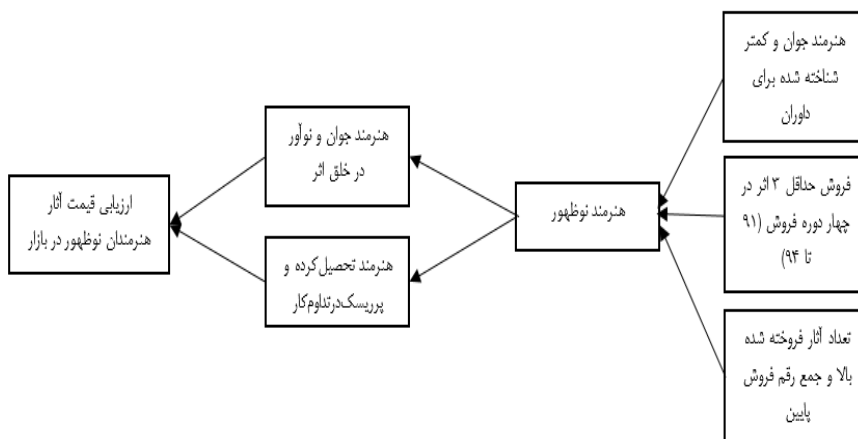 هنرمند جوان و کمتر
شناخته شده برای
داوران
فروش حداقل ۳ اثر در
چهار دوره فروش (۹۱
تا ۹۴)
تعداد آثار فروخته شده
بالا و جمع رقم فروش
پایین
هنرمند نوظهور
هنرمند جوان و نوآور
در خلق اثر
هنرمند تحصیل‌کرده و
پرریسک‌درتداوم‌کار
ارزیابی قیمت آثار
هنرمندان نوظهور در بازار